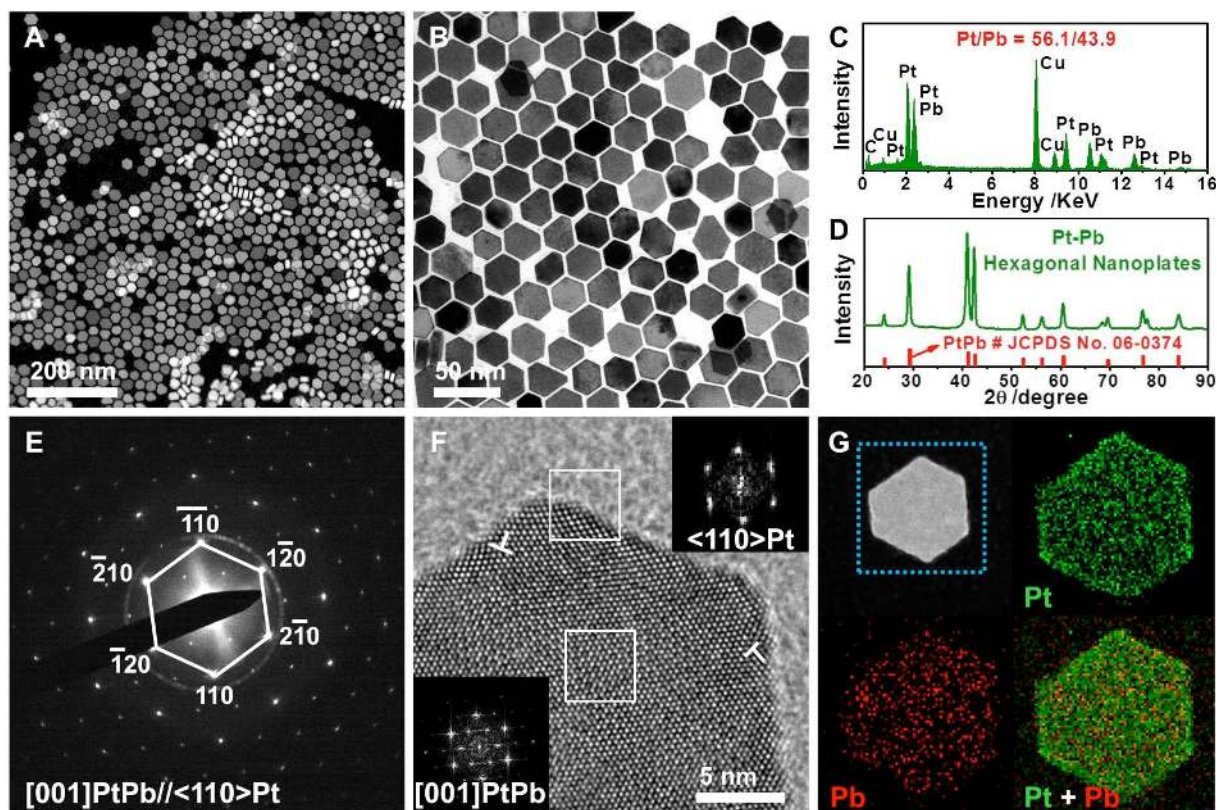 A
200 nm
B
50 nm
C
Pt/Pb = 56.1/43.9
Intensity
Cu
Pt
Pt
Pb
Cu
C
Pt
Cu
Pt
Pb
Pt
Pb
Pt
Pb
0 2 4 6 8 10 12 14 16
Energy /KeV
D
Pt-Pb
Hexagonal Nanoplates
Intensity
PtPb # JCPDS No. 06-0374
20 30 40 50 60 70 80 90
2θ /degree
E
1̅1̅0
12̅0
2̅10
21̅0
1̅20
110
[001]PtPb//<110>Pt
F
<110>Pt
[001]PtPb
5 nm
G
Pt
Pb
Pt + Pb